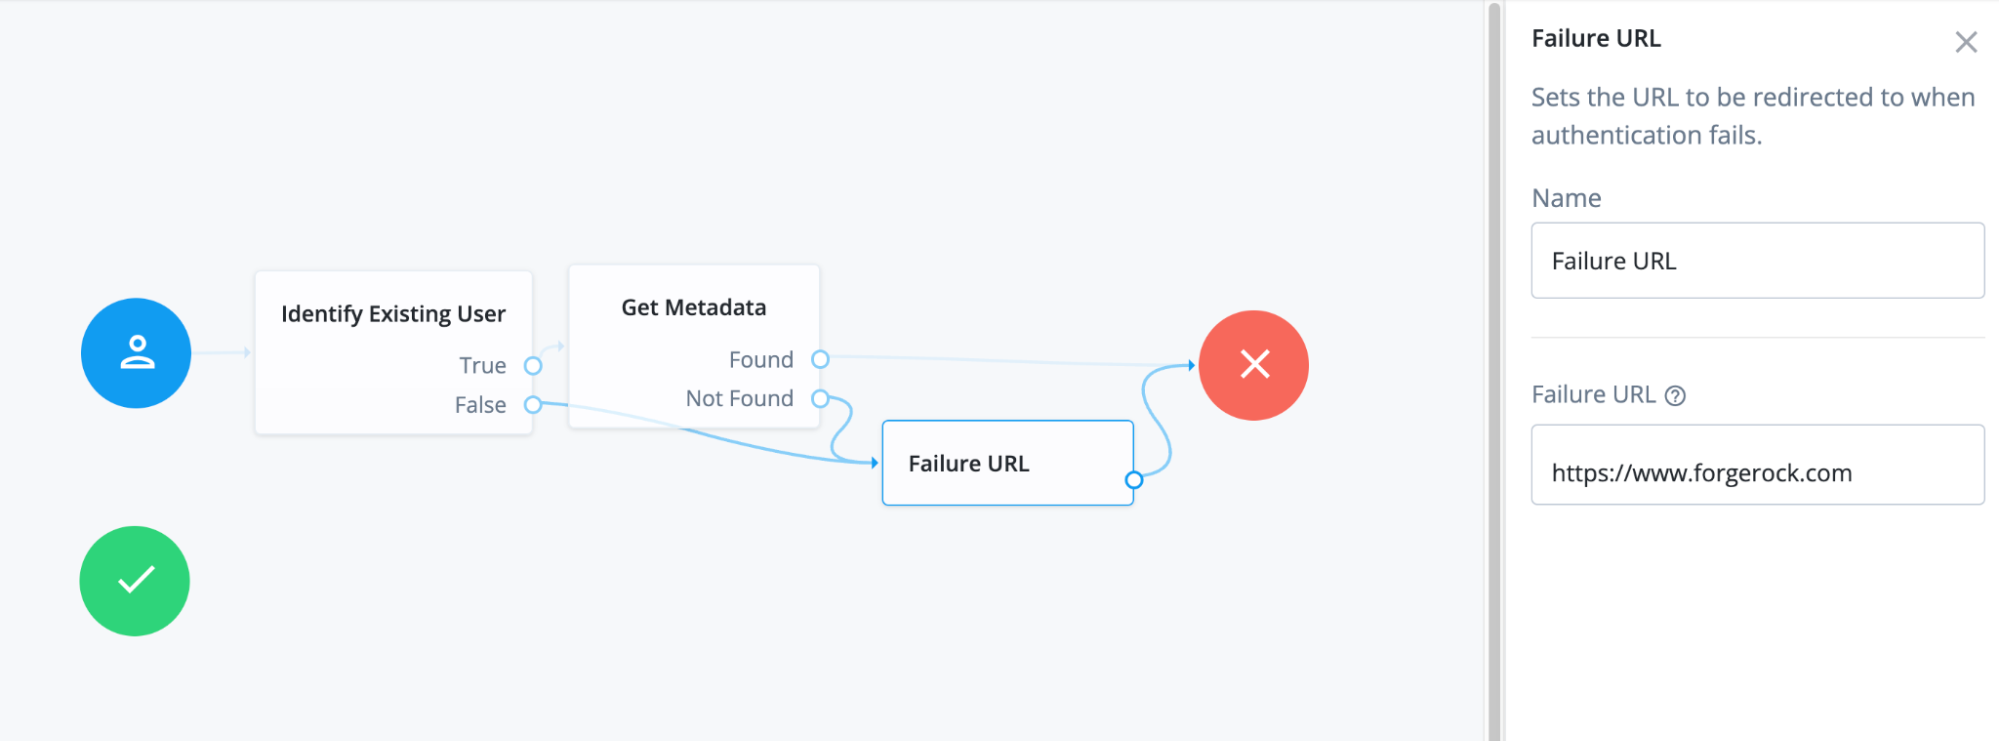 Identify Existing User
True
False
Get Metadata
Found
Not Found
Failure URL
Failure URL
Sets the URL to be redirected to when
authentication fails.
Name
Failure URL
Failure URL
https://www.forgerock.com